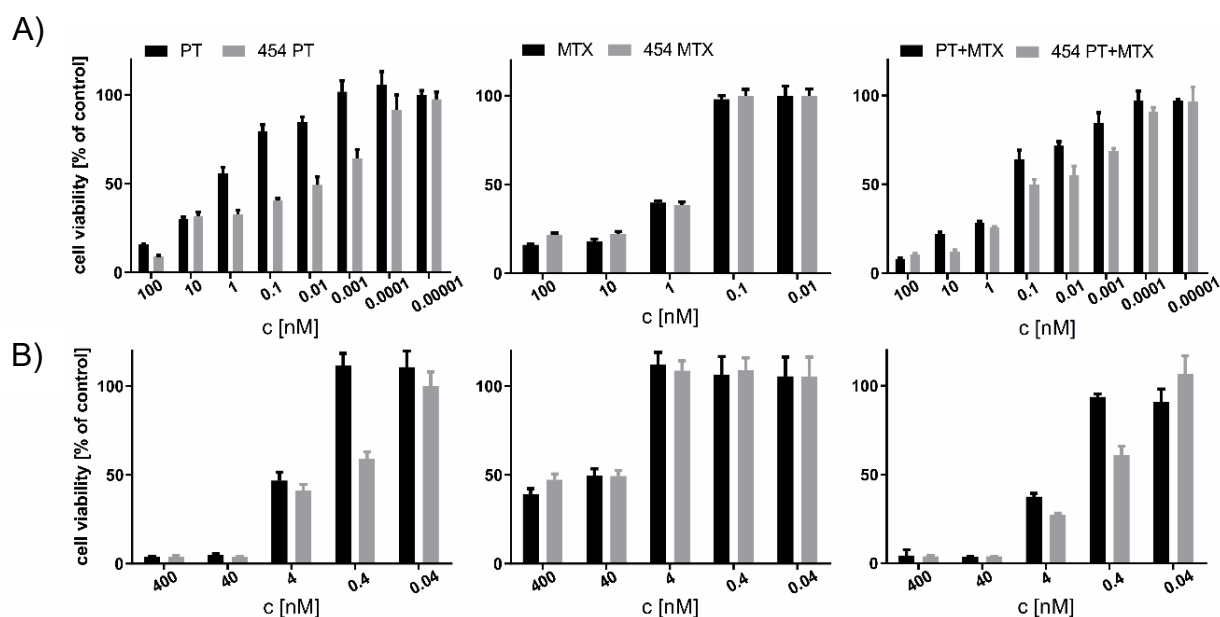 A)
PT 454 PT
cell viability [% of control]
100
50
0
100 10 1 0.1 0.01 0.001 0.0001 0.00001
c [nM]
MTX 454 MTX
100
50
0
100 10 1 0.1 0.01
c [nM]
PT+MTX 454 PT+MTX
100
50
0
100 10 1 0.1 0.01 0.001 0.0001 0.00001
c [nM]
B)
cell viability [% of control]
100
50
0
400 40 4 0.4 0.04
c [nM]
100
50
0
400 40 4 0.4 0.04
c [nM]
100
50
0
400 40 4 0.4 0.04
c [nM]